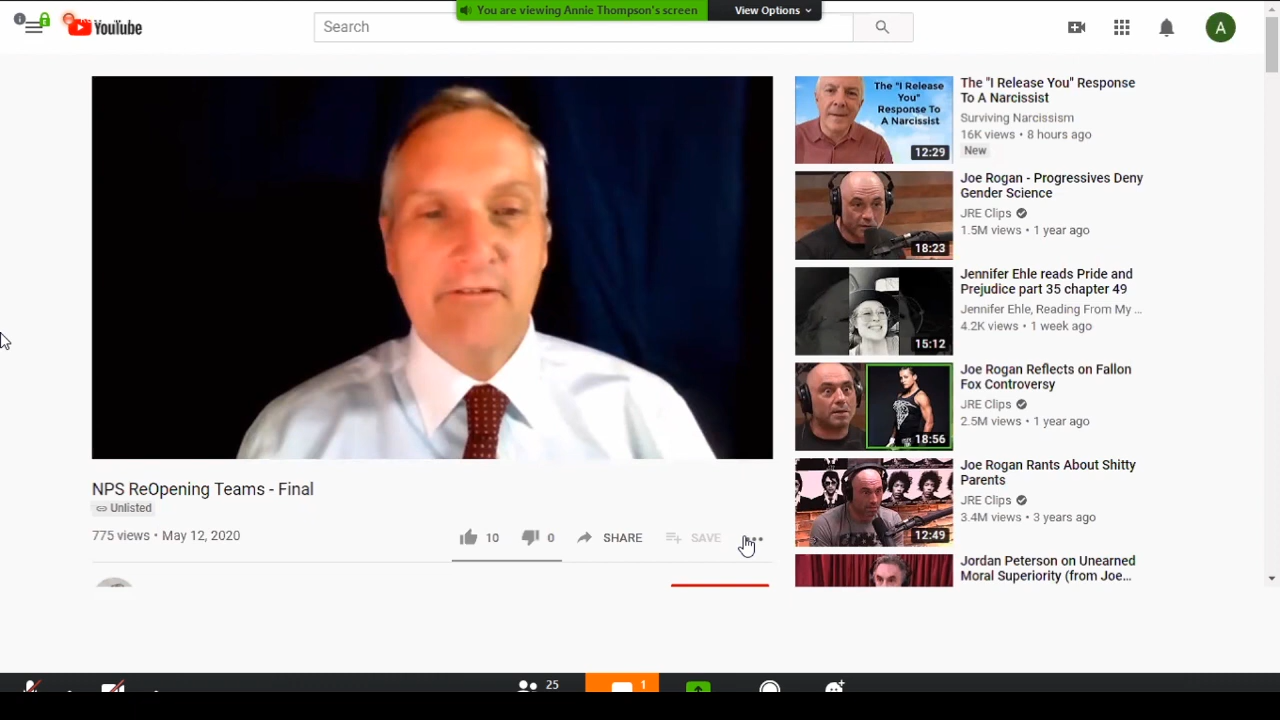 You are viewing Annie Thompson's screen
View Options
YouTube
Search
A
The "I Release
You"
Response To
A Narcissist
12:29
The "I Release You" Response
To A Narcissist
Surviving Narcissism
16K views • 8 hours ago
New
18:23
Joe Rogan - Progressives Deny
Gender Science
JRE Clips
1.5M views • 1 year ago
15:12
Jennifer Ehle reads Pride and
Prejudice part 35 chapter 49
Jennifer Ehle, Reading From My ...
4.2K views • 1 week ago
18:56
Joe Rogan Reflects on Fallon
Fox Controversy
JRE Clips
2.5M views • 1 year ago
12:49
Joe Rogan Rants About Shitty
Parents
JRE Clips
3.4M views • 3 years ago
Jordan Peterson on Unearned
Moral Superiority (from Joe...
NPS ReOpening Teams - Final
Unlisted
775 views • May 12, 2020
10
0
SHARE
SAVE
25
1